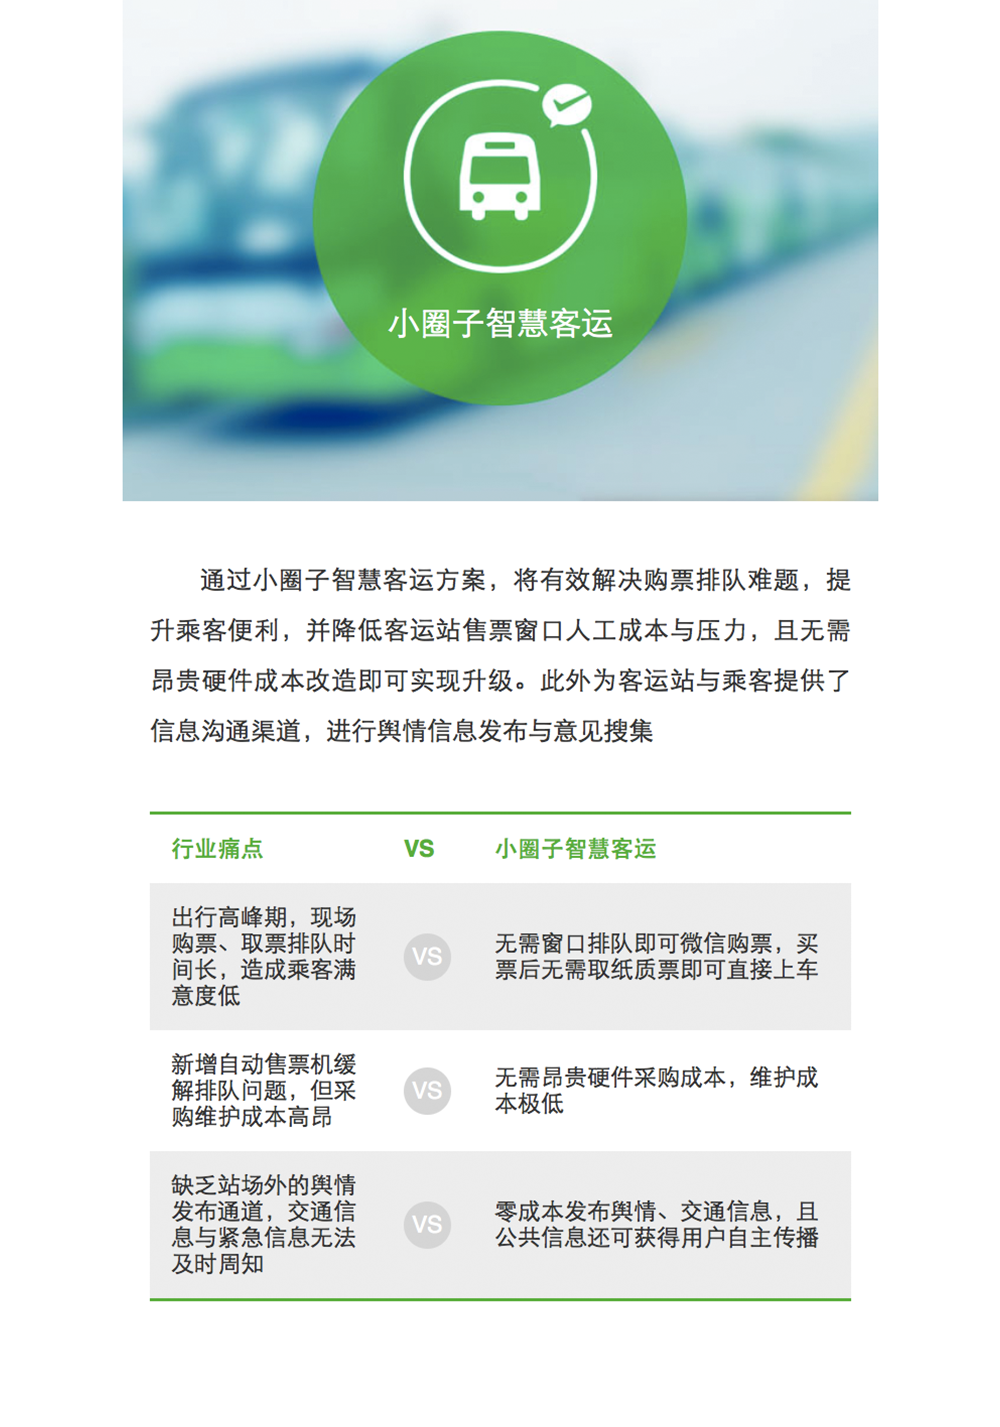 小圈子智慧客运
通过小圈子智慧客运方案，将有效解决购票排队难题，提
升乘客便利，并降低客运站售票窗口人工成本与压力，且无需
昂贵硬件成本改造即可实现升级。此外为客运站与乘客提供了
信息沟通渠道，进行舆情信息发布与意见搜集
行业痛点 VS 小圈子智慧客运
出行高峰期，现场
购票、取票排队时
间长，造成乘客满
意度低
VS
无需窗口排队即可微信购票，买
票后无需取纸质票即可直接上车
新增自动售票机缓
解排队问题，但采
购维护成本高昂
VS
无需昂贵硬件采购成本，维护成
本极低
缺乏站场外的舆情
发布通道，交通信
息与紧急信息无法
及时周知
VS
零成本发布舆情、交通信息，且
公共信息还可获得用户自主传播